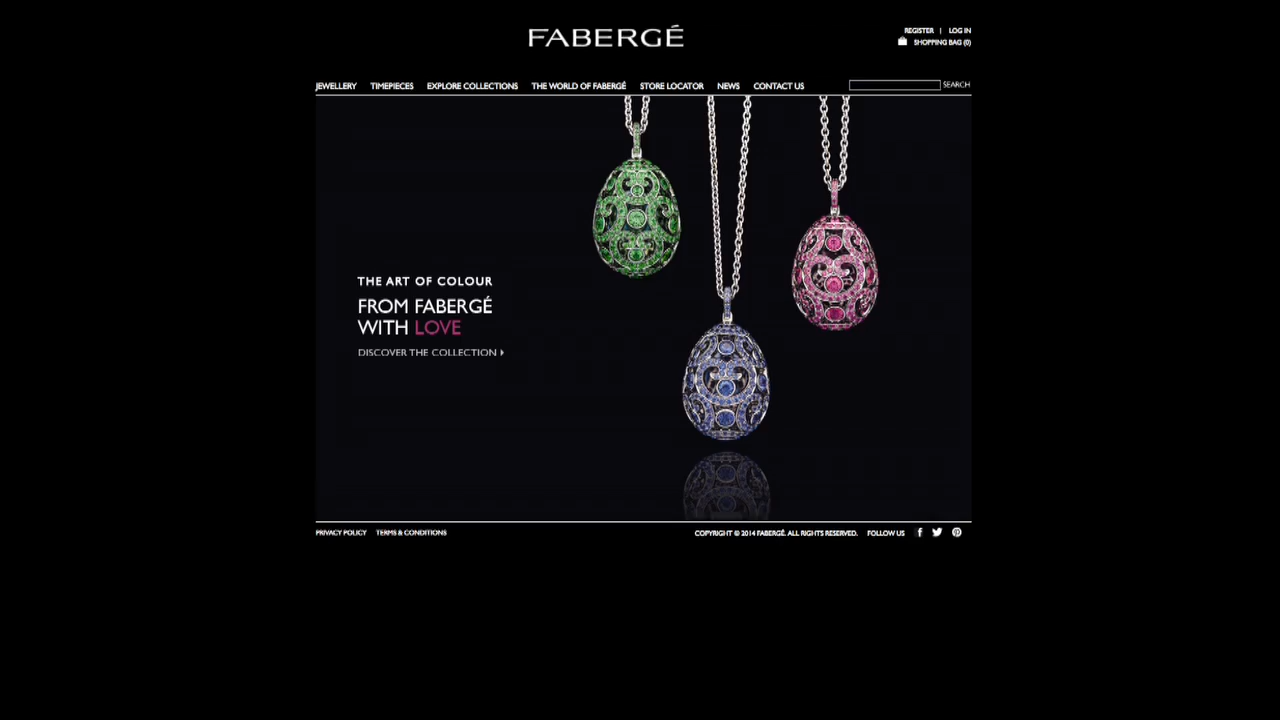 FABERGÉ
REGISTER | LOG IN
SHOPPING BAG (0)
JEWELLERY TIMEPIECES EXPLORE COLLECTIONS THE WORLD OF FABERGÉ STORE LOCATOR NEWS CONTACT US SEARCH
THE ART OF COLOUR
FROM FABERGÉ
WITH LOVE
DISCOVER THE COLLECTION
PRIVACY POLICY TERMS & CONDITIONS COPYRIGHT © 2014 FABERGÉ. ALL RIGHTS RESERVED. FOLLOW US